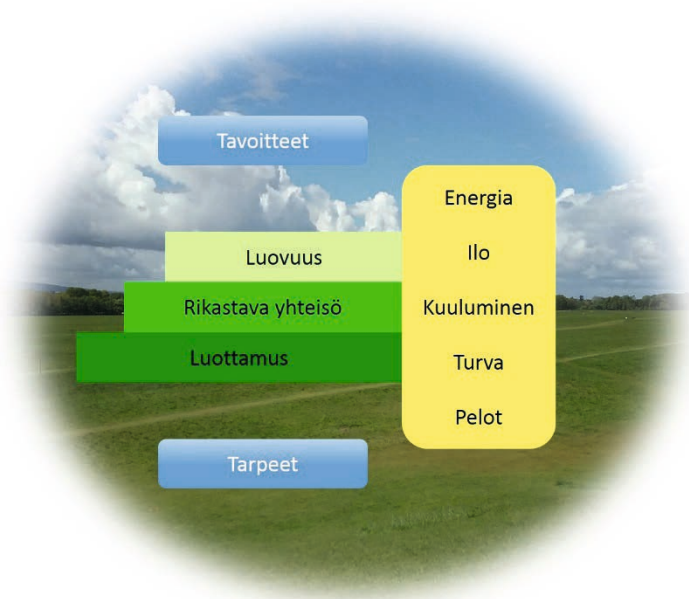 Tavoitteet
Luovuus
Rikastava yhteisö
Luottamus
Tarpeet
Energia
Ilo
Kuuluminen
Turva
Pelot